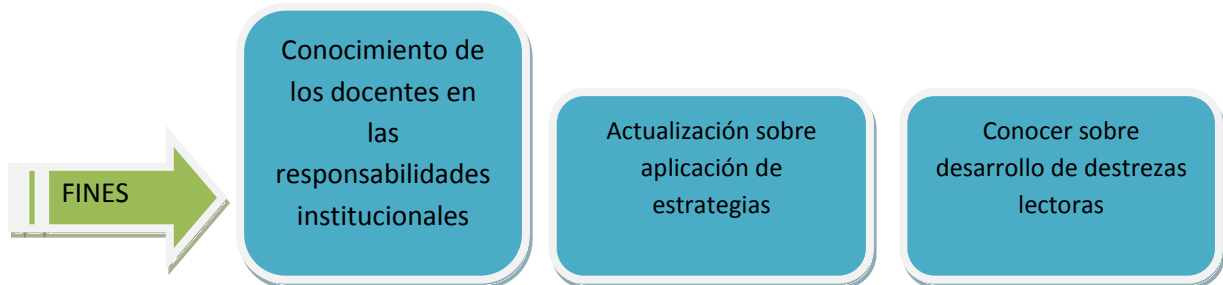 FINES
Conocimiento de
los docentes en
las
responsabilidades
institucionales
Actualización sobre
aplicación de
estrategias
Conocer sobre
desarrollo de destrezas
lectoras